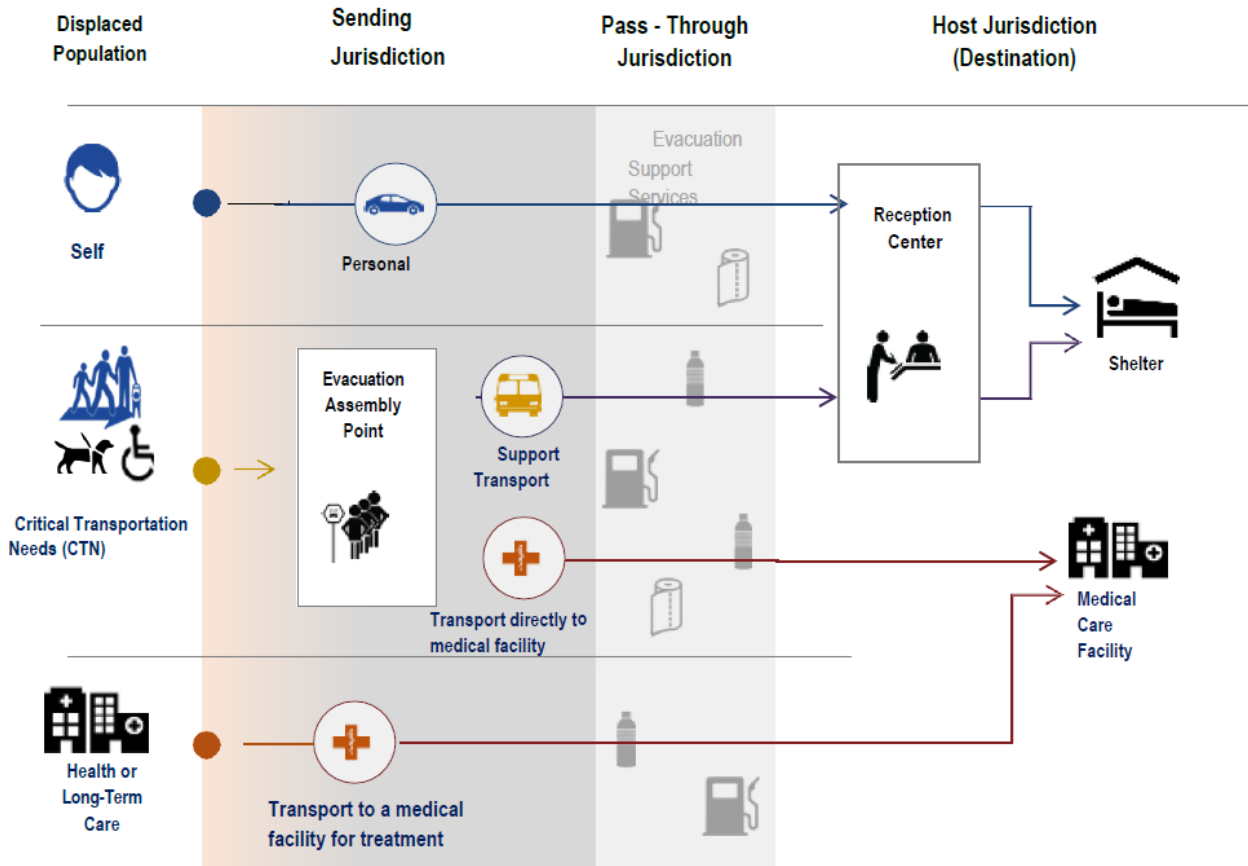 Displaced
Population
Sending
Jurisdiction
Pass - Through
Jurisdiction
Host Jurisdiction
(Destination)
Evacuation
Support
Services
Self
Personal
Reception
Center
Shelter
Critical Transportation
Needs (CTN)
Evacuation
Assembly
Point
Support
Transport
Transport directly to
medical facility
Medical
Care
Facility
Health or
Long-Term
Care
Transport to a medical
facility for treatment